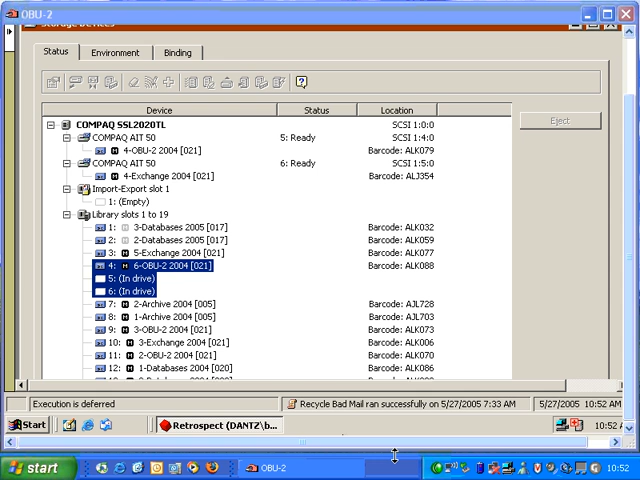 OBU-2
Storage Devices
Status Environment Binding
Device Status Location
Eject
COMPAQ SSL2020TL SCSI 1:0:0
COMPAQ AIT 50 5: Ready SCSI 1:4:0
4-OBU-2 2004 [021] Barcode: ALK079
COMPAQ AIT 50 6: Ready SCSI 1:5:0
4-Exchange 2004 [021] Barcode: ALJ354
Import-Export slot 1
1: (Empty)
Library slots 1 to 19
1: 3-Databases 2005 [017] Barcode: ALK032
2: 2-Databases 2005 [017] Barcode: ALK059
3: 5-Exchange 2004 [021] Barcode: ALK077
4: 6-OBU-2 2004 [021] Barcode: ALK088
5: (In drive)
6: (In drive)
7: 2-Archive 2004 [005] Barcode: AJL728
8: 1-Archive 2004 [005] Barcode: AJL703
9: 3-OBU-2 2004 [021] Barcode: ALK073
10: 3-Exchange 2004 [021] Barcode: ALK006
11: 2-OBU-2 2004 [021] Barcode: ALK070
12: 1-Databases 2004 [020] Barcode: ALK086
Execution is deferred Recycle Bad Mail ran successfully on 5/27/2005 7:33 AM 5/27/2005 10:52 AM
Start Retrospect (DANTZ\b... 10:52 A
start OBU-2 10:52